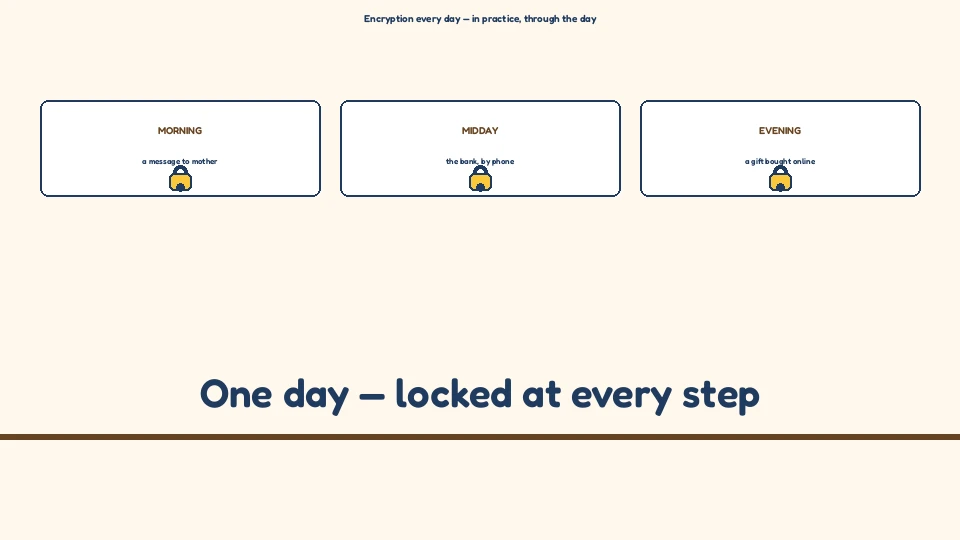 Encryption every day — in practice, through the day
MORNING
a message to mother
MIDDAY
the bank, by phone
EVENING
a gift bought online
One day — locked at every step